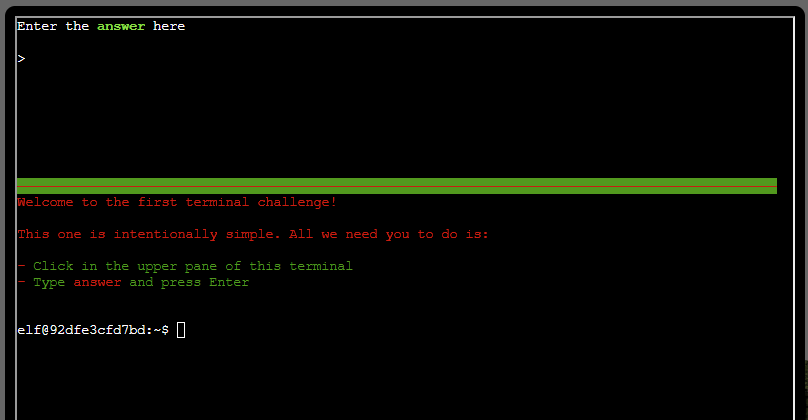 Enter the answer here
>
Welcome to the first terminal challenge!
This one is intentionally simple. All we need you to do is:
- Click in the upper pane of this terminal
- Type answer and press Enter
elf@92dfe3cfd7bd:~$